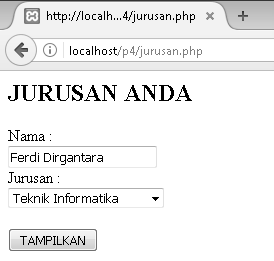 http://localh...4/jurusan.php
localhost/p4/jurusan.php
JURUSAN ANDA
Nama :
Ferdi Dirgantara
Jurusan :
Teknik Informatika
TAMPILKAN